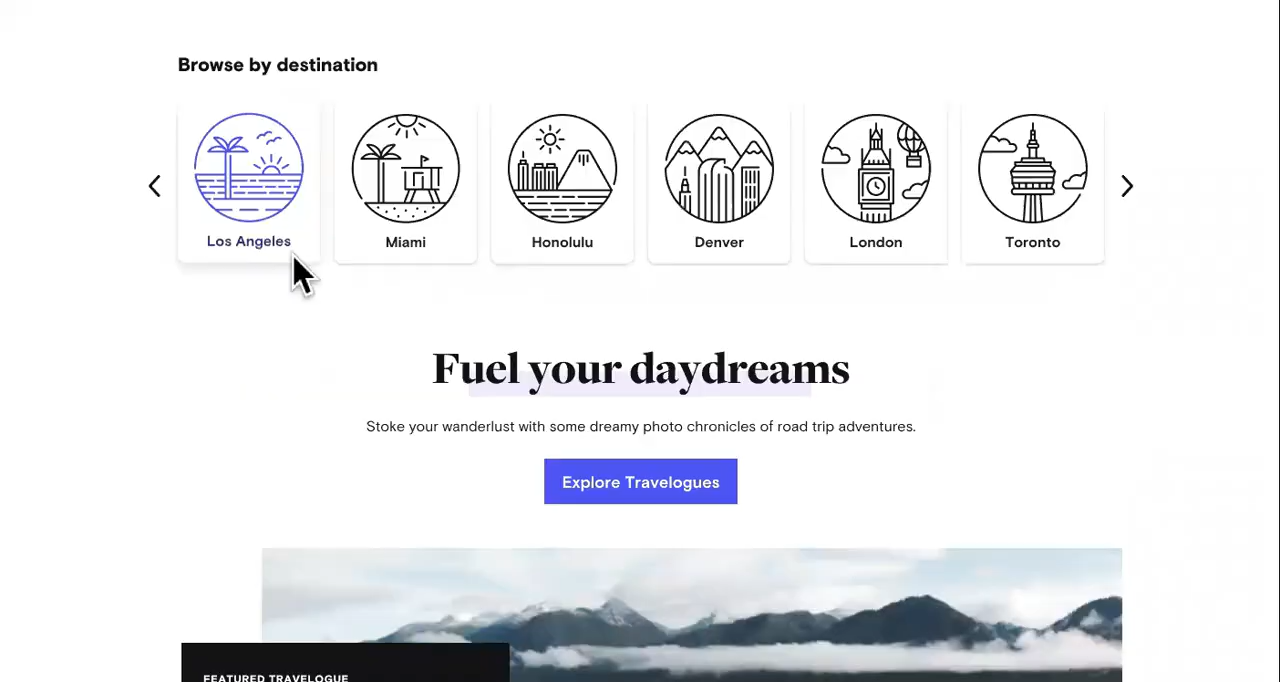 Browse by destination
Los Angeles
Miami
Honolulu
Denver
London
Toronto
Fuel your daydreams
Stoke your wanderlust with some dreamy photo chronicles of road trip adventures.
Explore Travelogues
FEATURED TRAVELOGUE